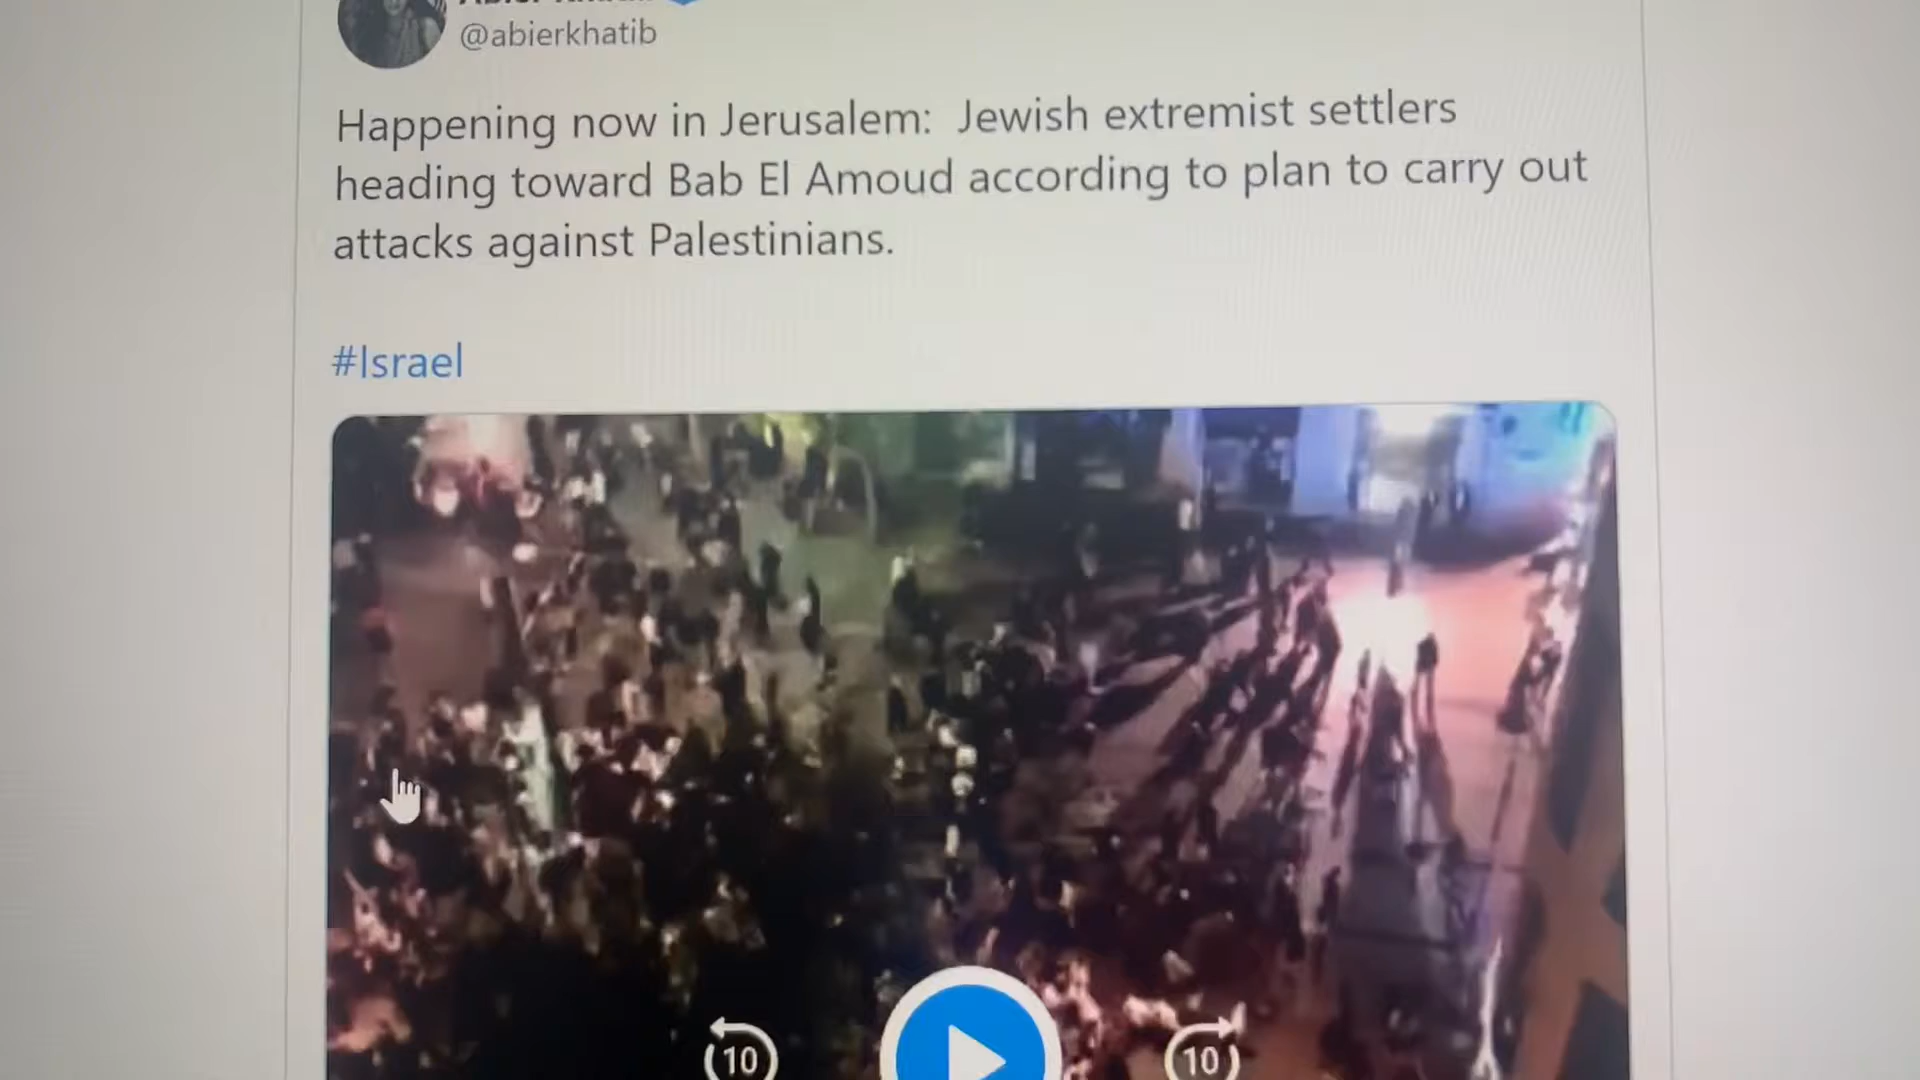 @abierkhatib
Happening now in Jerusalem: Jewish extremist settlers
heading toward Bab El Amoud according to plan to carry out
attacks against Palestinians.
#Israel
10
10